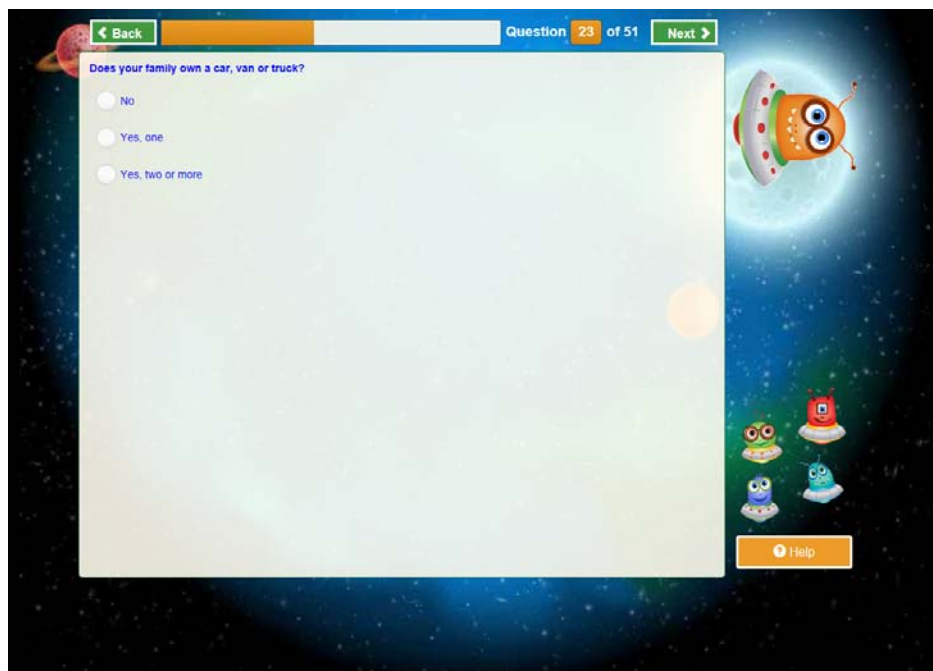 Back Question 23 of 51 Next
Does your family own a car, van or truck?
No
Yes, one
Yes, two or more
Help